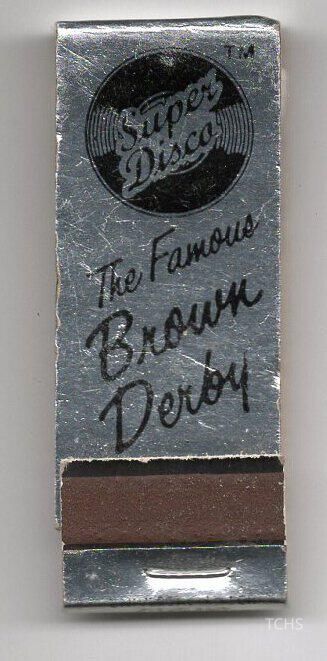 TM
Super
Disco
The Famous
Brown
Derby
TCHS